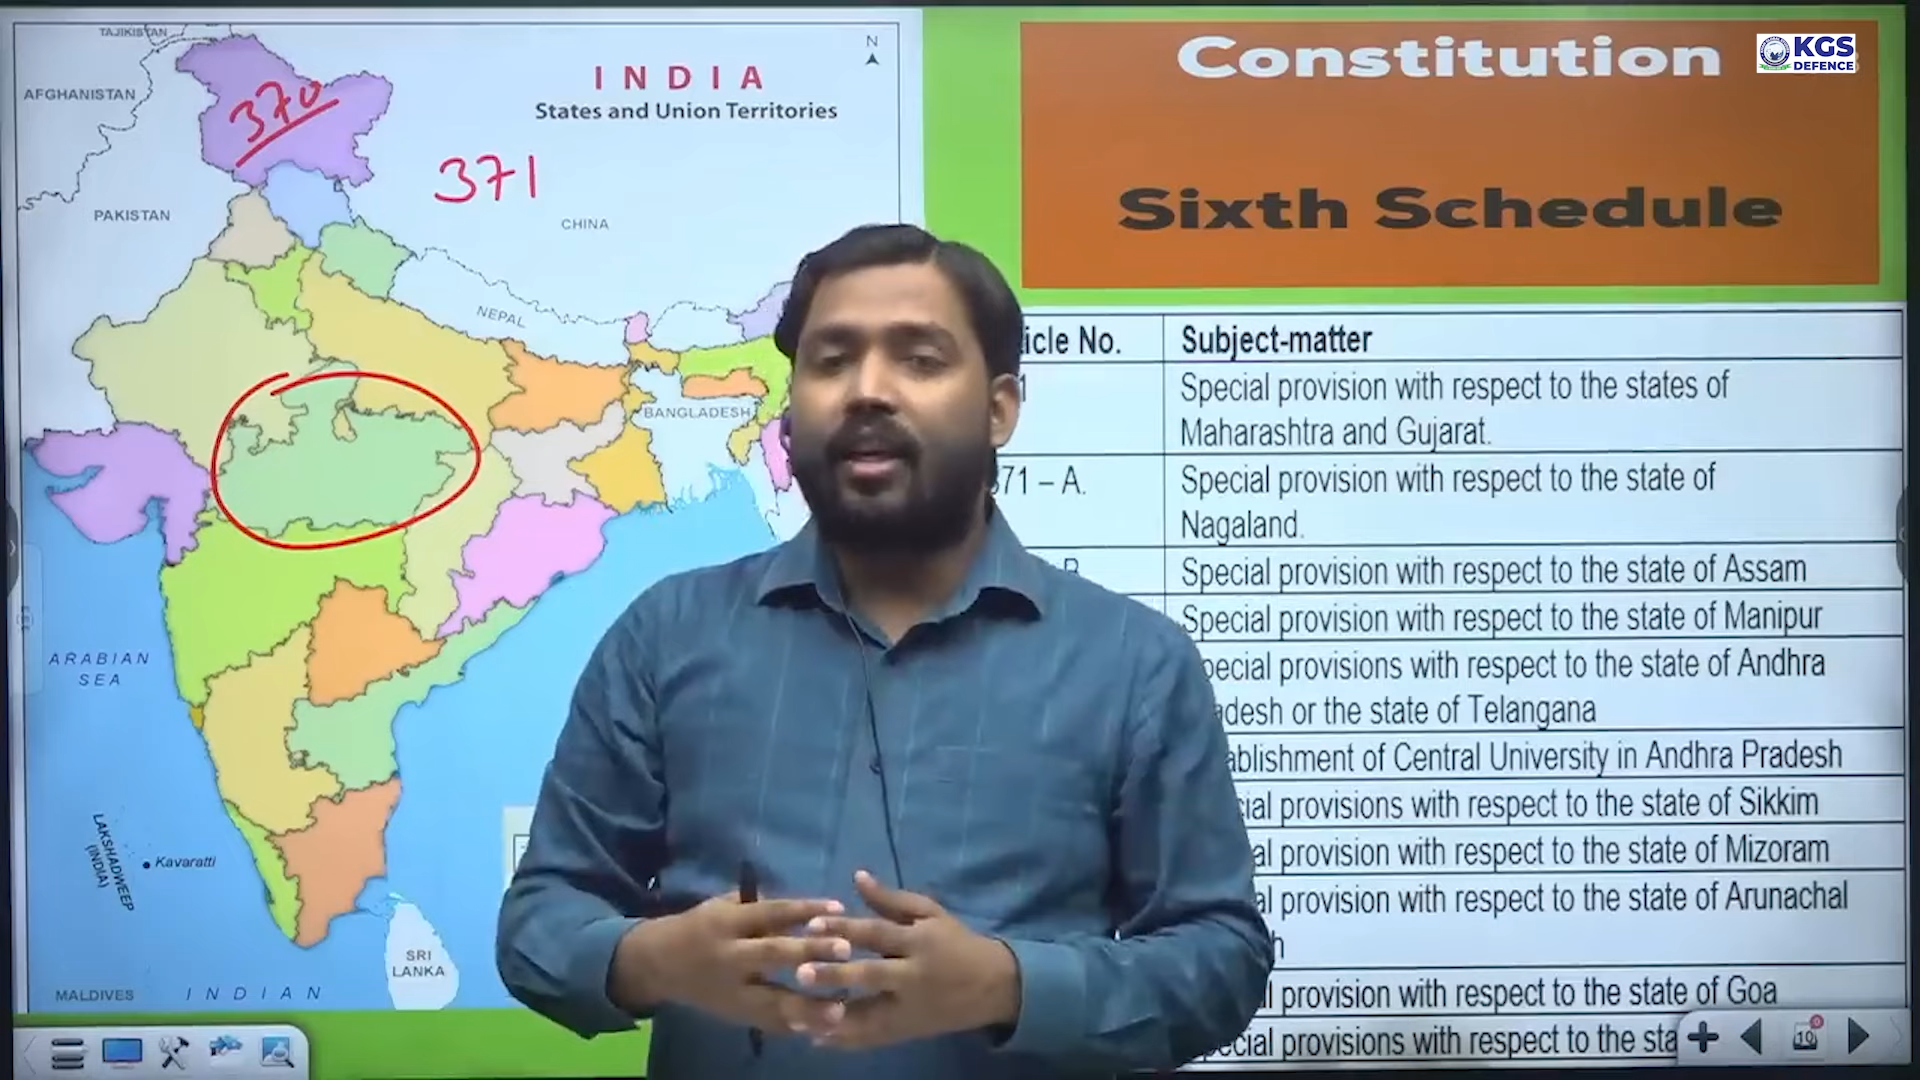 TAJIKISTAN
AFGHANISTAN
370
INDIA
States and Union Territories
N
371
PAKISTAN
CHINA
NEPAL
BANGLADESH
ARABIAN
SEA
LAKSHADWEEP
(INDIA)
Kavaratti
SRI
LANKA
MALDIVES
INDIAN
Constitution
KGS
DEFENCE
Sixth Schedule
No.
Subject-matter
Special provision with respect to the states of
Maharashtra and Gujarat.
– A.
Special provision with respect to the state of
Nagaland.
Special provision with respect to the state of Assam
Special provision with respect to the state of Manipur
provisions with respect to the state of Andhra
or the state of Telangana
of Central University in Andhra Pradesh
provisions with respect to the state of Sikkim
provision with respect to the state of Mizoram
provision with respect to the state of Arunachal
provision with respect to the state of Goa
provisions with respect to the
10